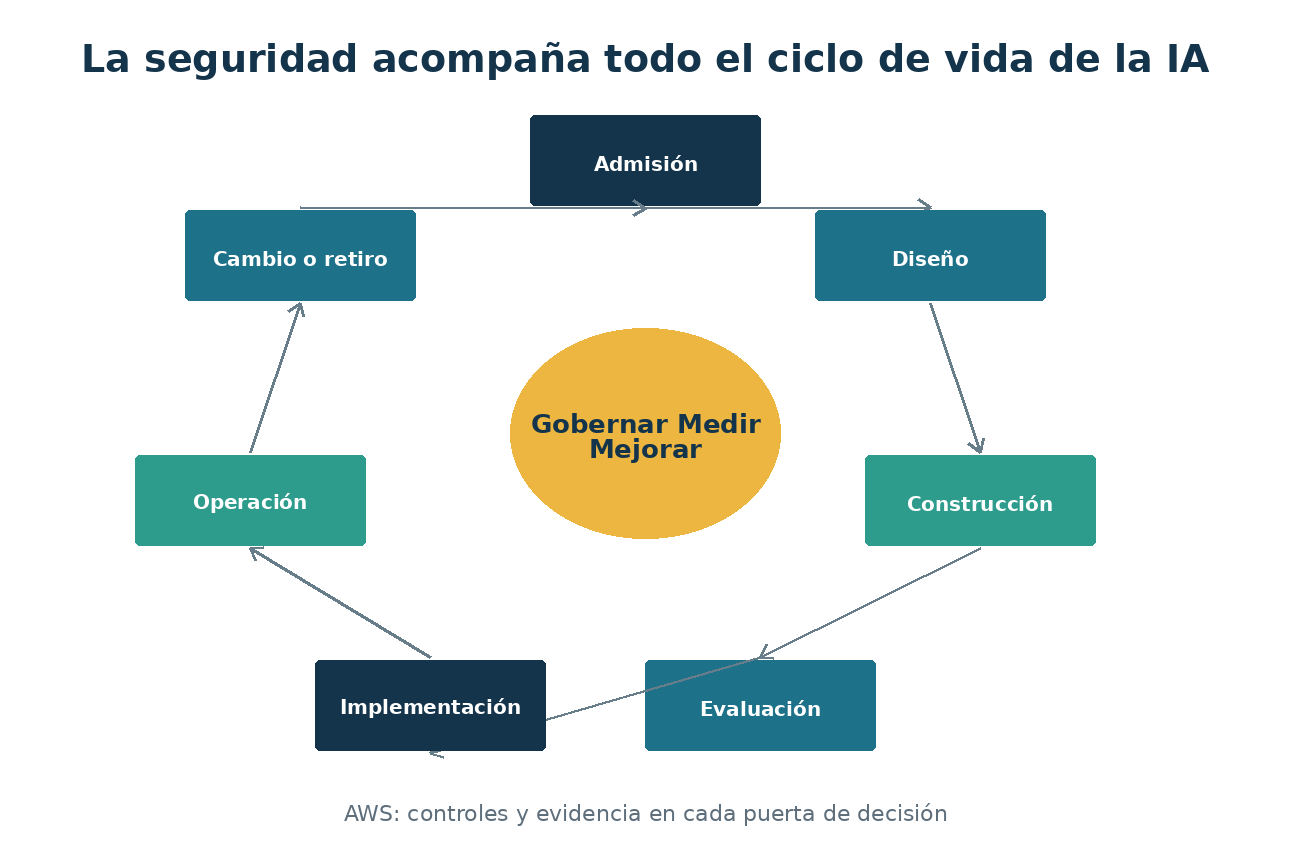 La seguridad acompaña todo el ciclo de vida de la IA
Admisión
Cambio o retiro
Diseño
Gobernar Medir
Mejorar
Operación
Construcción
Implementación
Evaluación
AWS: controles y evidencia en cada puerta de decisión